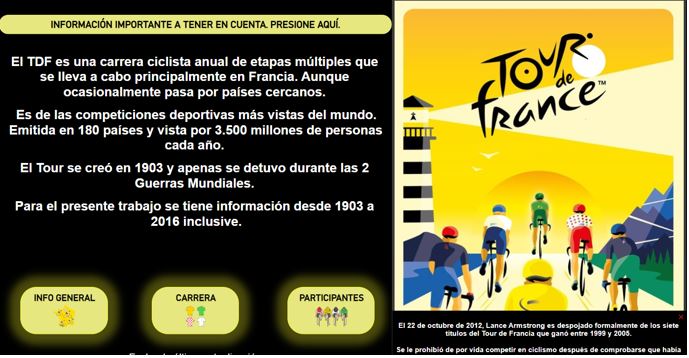 INFORMACIÓN IMPORTANTE A TENER EN CUENTA. PRESIONE AQUÍ.
El TDF es una carrera ciclista anual de etapas múltiples que
se lleva a cabo principalmente en Francia. Aunque
ocasionalmente pasa por países cercanos.
Es de las competiciones deportivas más vistas del mundo.
Emitida en 180 países y vista por 3.500 millones de personas
cada año.
El Tour se creó en 1903 y apenas se detuvo durante las 2
Guerras Mundiales.
Para el presente trabajo se tiene información desde 1903 a
2016 inclusive.
INFO GENERAL
CARRERA
PARTICIPANTES
TOUR
de
france™
El 22 de octubre de 2012, Lance Armstrong es despojado formalmente de los siete
títulos del Tour de Francia que ganó entre 1999 y 2005.
Se le prohibió de por vida competir en ciclismo después de comprobarse que había